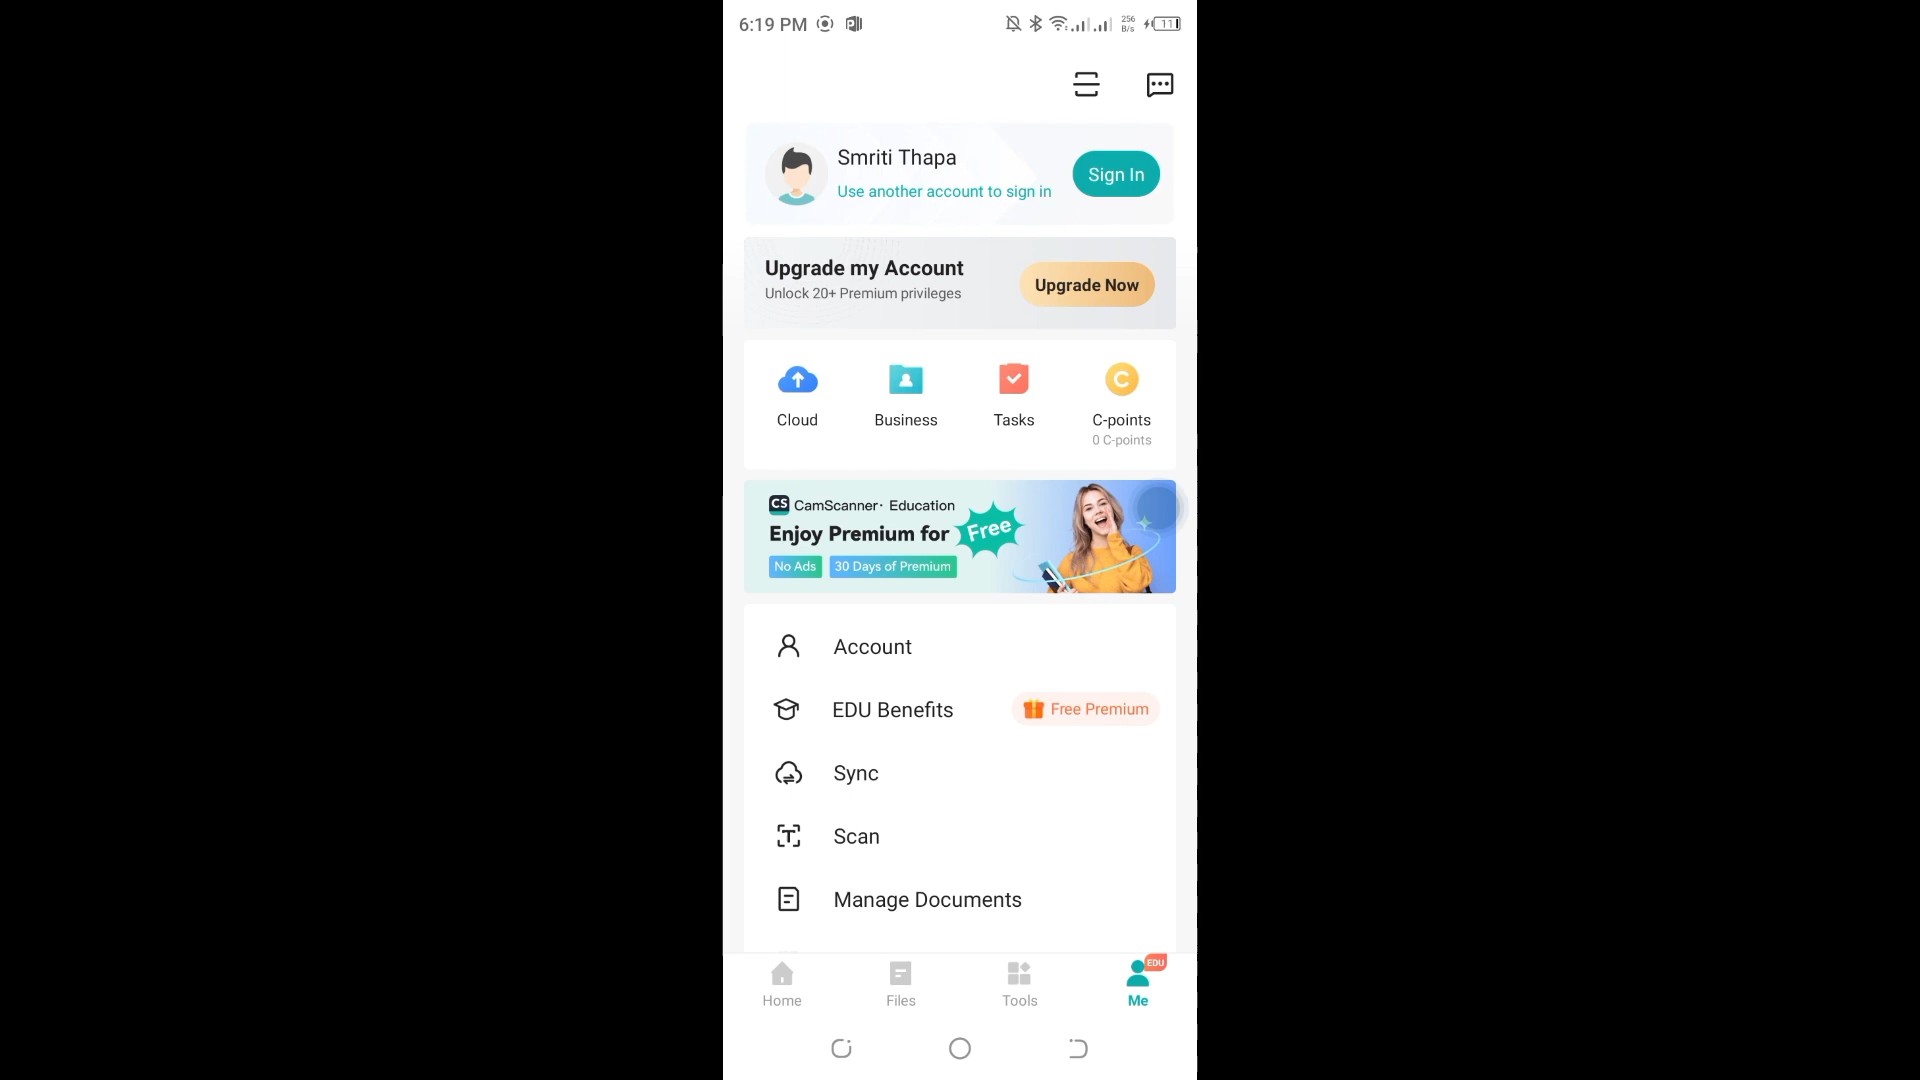 6:19 PM
256
B/s
11
Smriti Thapa
Use another account to sign in
Sign In
Upgrade my Account
Unlock 20+ Premium privileges
Upgrade Now
Cloud
Business
Tasks
C
C-points
0 C-points
CS CamScanner· Education
Enjoy Premium for Free
No Ads
30 Days of Premium
Account
EDU Benefits
Free Premium
Sync
Scan
Manage Documents
Home
Files
Tools
EDU
Me